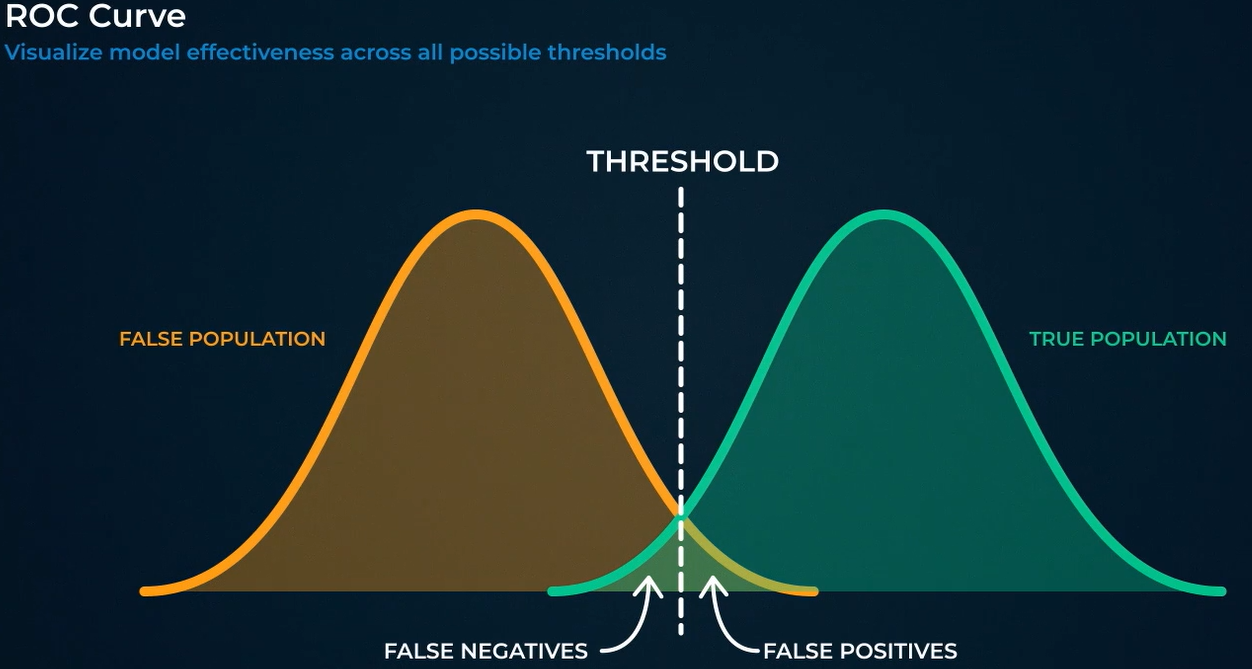 ROC Curve
Visualize model effectiveness across all possible thresholds
THRESHOLD
FALSE POPULATION
TRUE POPULATION
FALSE NEGATIVES
FALSE POSITIVES